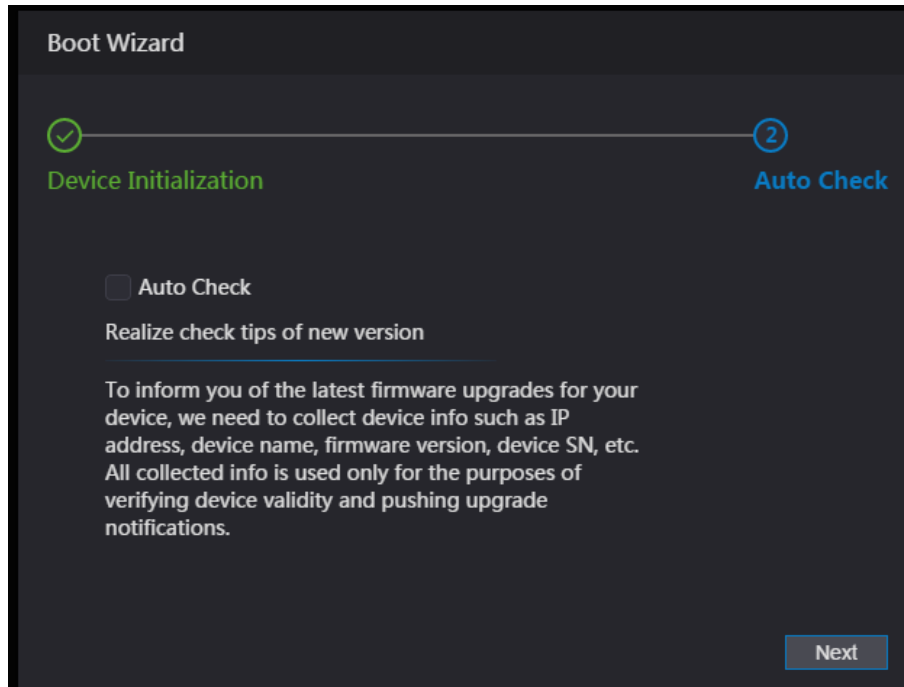 Boot Wizard
2
Device Initialization
Auto Check
Auto Check
Realize check tips of new version
To inform you of the latest firmware upgrades for your
device, we need to collect device info such as IP
address, device name, firmware version, device SN, etc.
All collected info is used only for the purposes of
verifying device validity and pushing upgrade
notifications.
Next